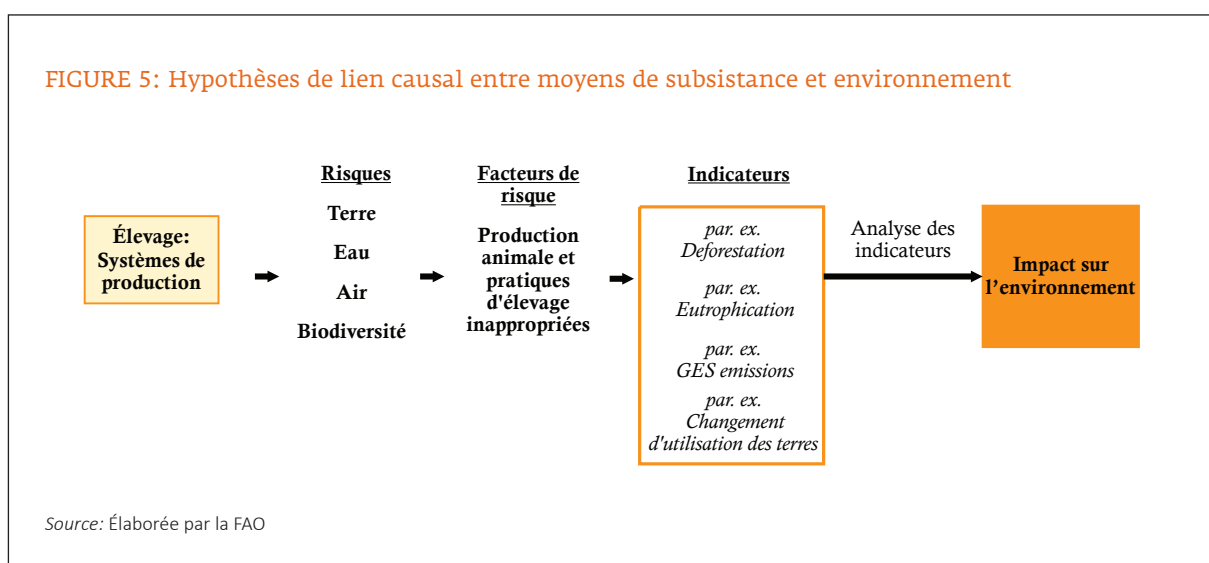 FIGURE 5: Hypothèses de lien causal entre moyens de subsistance et environnement
Élevage:
Systèmes de
production
Risques
Terre
Eau
Air
Biodiversité
Facteurs de
risque
Production
animale et
pratiques
d'élevage
inappropriées
Indicateurs
par. ex.
Deforestation
par. ex.
Eutrophication
par. ex.
GES emissions
par. ex.
Changement
d'utilisation des terres
Analyse des
indicateurs
Impact sur
l’environnement
Source: Élaborée par la FAO